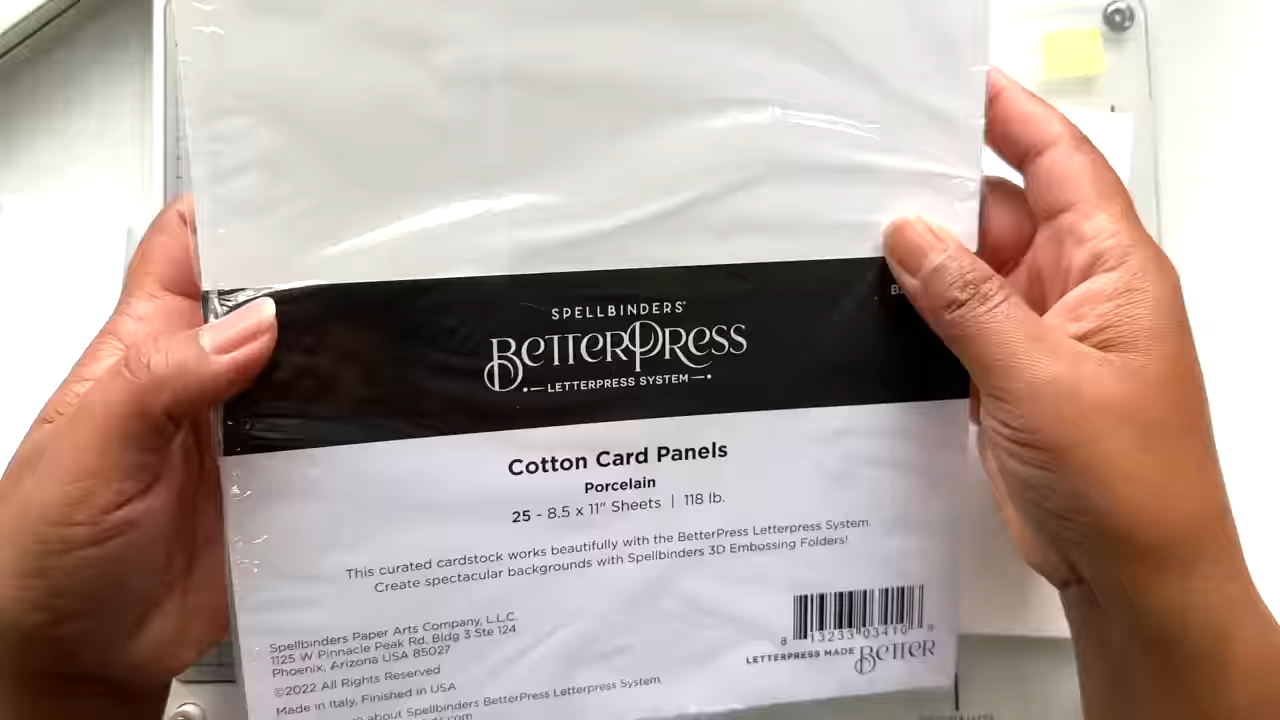 SPELLBINDERS®
BETTERPRESS
LETTERPRESS SYSTEM
Cotton Card Panels
Porcelain
25 - 8.5 x 11" Sheets | 118 lb.
This curated cardstock works beautifully with the BetterPress Letterpress System.
Create spectacular backgrounds with Spellbinders 3D Embossing Folders!
Spellbinders Paper Arts Company, L.L.C.
1125 W Pinnacle Peak Rd, Bldg 3 Ste 124
Phoenix, Arizona USA 85027
©2022 All Rights Reserved
Made in Italy, Finished in USA
about Spellbinders BetterPress Letterpress System,
8 13233 03410 9
LETTERPRESS MADE BETTER